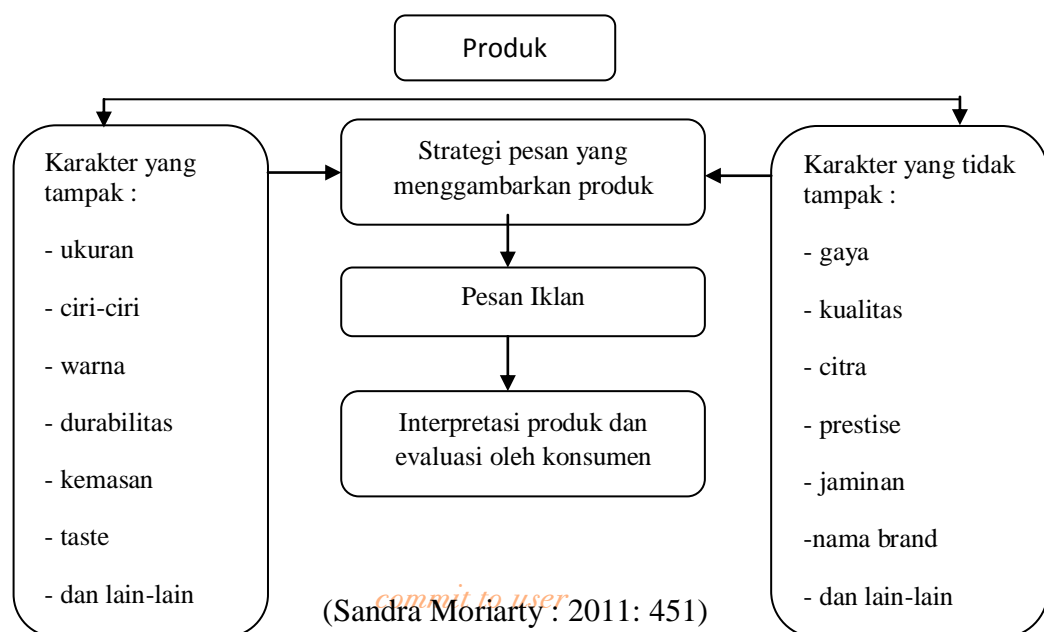 Produk
Karakter yang
tampak :
- ukuran
- ciri-ciri
- warna
- durabilitas
- kemasan
- taste
- dan lain-lain
Strategi pesan yang
menggambarkan produk
Pesan Iklan
Interpretasi produk dan
evaluasi oleh konsumen
Karakter yang tidak
tampak :
- gaya
- kualitas
- citra
- prestise
- jaminan
-nama brand
- dan lain-lain
commit to user
(Sandra Moriarty : 2011: 451)